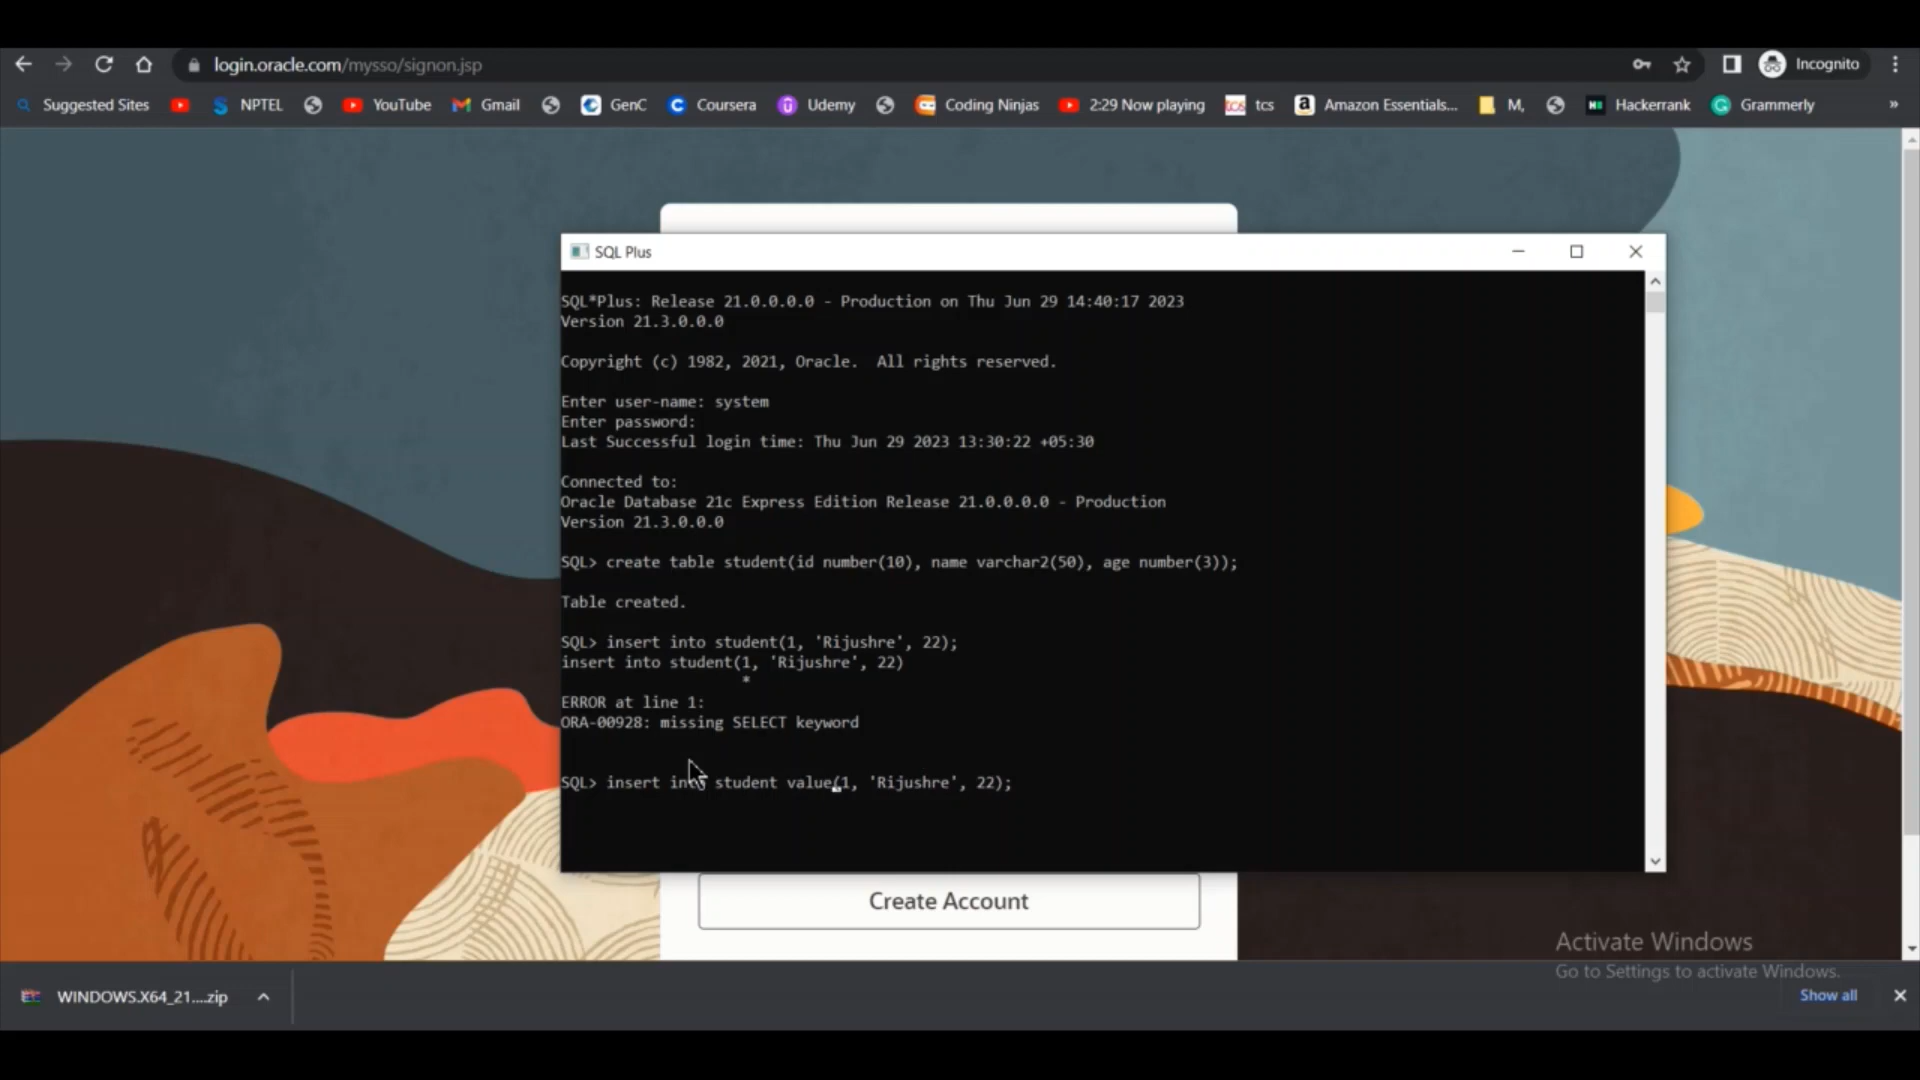 login.oracle.com/mysso/signon.jsp
Incognito
Suggested Sites
NPTEL
YouTube
Gmail
GenC
Coursera
Udemy
Coding Ninjas
2:29 Now playing
tcs
Amazon Essentials...
M,
Hackerrank
Grammerly
»
SQL Plus
SQL*Plus: Release 21.0.0.0.0 - Production on Thu Jun 29 14:40:17 2023
Version 21.3.0.0.0
Copyright (c) 1982, 2021, Oracle.  All rights reserved.
Enter user-name: system
Enter password:
Last Successful login time: Thu Jun 29 2023 13:30:22 +05:30
Connected to:
Oracle Database 21c Express Edition Release 21.0.0.0.0 - Production
Version 21.3.0.0.0
SQL> create table student(id number(10), name varchar2(50), age number(3));
Table created.
SQL> insert into student(1, 'Rijushre', 22);
insert into student(1, 'Rijushre', 22)
*
ERROR at line 1:
ORA-00928: missing SELECT keyword
SQL> insert into student value(1, 'Rijushre', 22);
Create Account
Activate Windows
Go to Settings to activate Windows.
WINDOWS.X64_21....zip
Show all